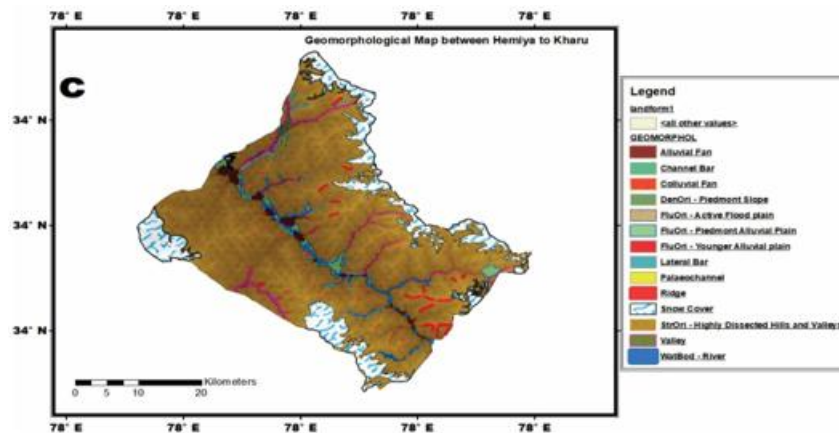 78° E 78° E 78° E 78° E 78° E
Geomorphological Map between Hemiya to Kharu
C
34° N
34° N
34° N
34° N
34° N
34° N
Kilometers
0 5 10 20
78° E 78° E 78° E 78° E 78° E
Legend
landform1
<all other values>
GEOMORPHOL
Alluvial Fan
Channel Bar
Colluvial Fan
DenOri - Piedmont Slope
FluOri - Active Flood plain
FluOri - Piedmont Alluvial Plain
FluOri - Younger Alluvial plain
Lateral Bar
Palaeochannel
Ridge
Snow Cover
StrOri - Highly Dissected Hills and Valleys
Valley
WatBod - River